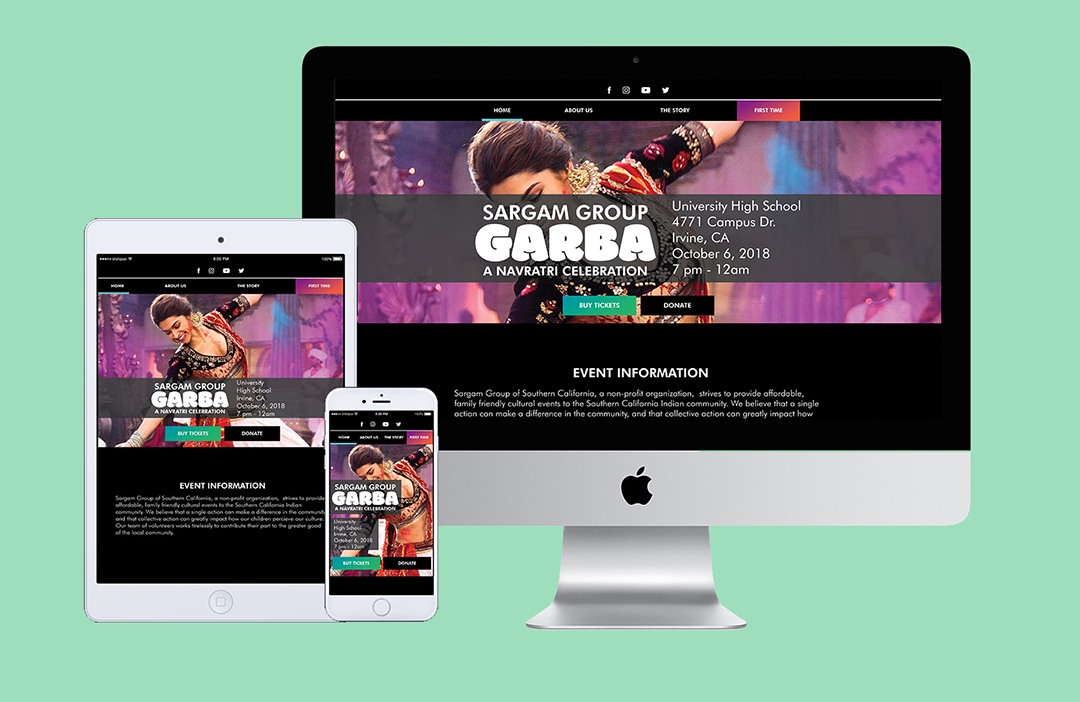 HOME ABOUT US THE STORY FIRST TIME
SARGAM GROUP
GARBA
A NAVRATRI CELEBRATION
University High School
4771 Campus Dr.
Irvine, CA
October 6, 2018
7 pm - 12am
BUY TICKETS DONATE
EVENT INFORMATION
Sargam Group of Southern California, a non-profit organization, strives to provide affordable,
family friendly cultural events to the Southern California Indian community. We believe that a single
action can make a difference in the community, and that collective action can greatly impact how
8:00 PM 100%
HOME ABOUT US THE STORY FIRST TIME
SARGAM GROUP
GARBA
A NAVRATRI CELEBRATION
University
High School
Irvine, CA
October 6, 2018
7 pm - 12am
BUY TICKETS DONATE
EVENT INFORMATION
Sargam Group of Southern California, a non-profit organization, strives to provide
affordable, family friendly cultural events to the Southern California Indian
community. We believe that a single action can make a difference in the community
and that collective action can greatly impact how our children percieve our culture.
Our team of volunteers works tirelessly to contribute their part to the greater good
of the local community.
HOME ABOUT US THE STORY FIRST TIME
SARGAM GROUP
GARBA
A NAVRATRI CELEBRATION
University
High School
Irvine, CA
October 6, 2018
7 pm - 12am
BUY TICKETS DONATE